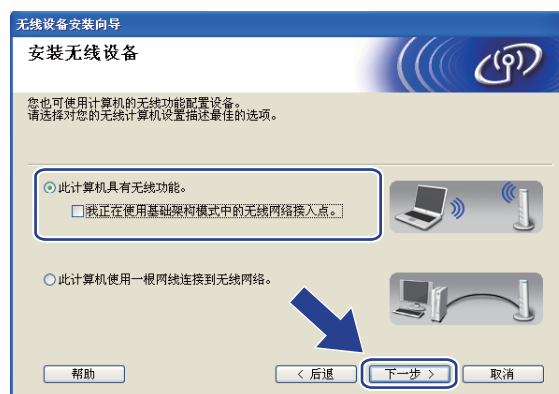 无线设备安装向导
安装无线设备
您也可使用计算机的无线功能配置设备。
请选择对您的无线计算机设置描述最佳的选项。
此计算机具有无线功能。
我正在使用基础架构模式中的无线网络接入点。
此计算机使用一根网线连接到无线网络。
帮助
< 后退
下一步 >
取消